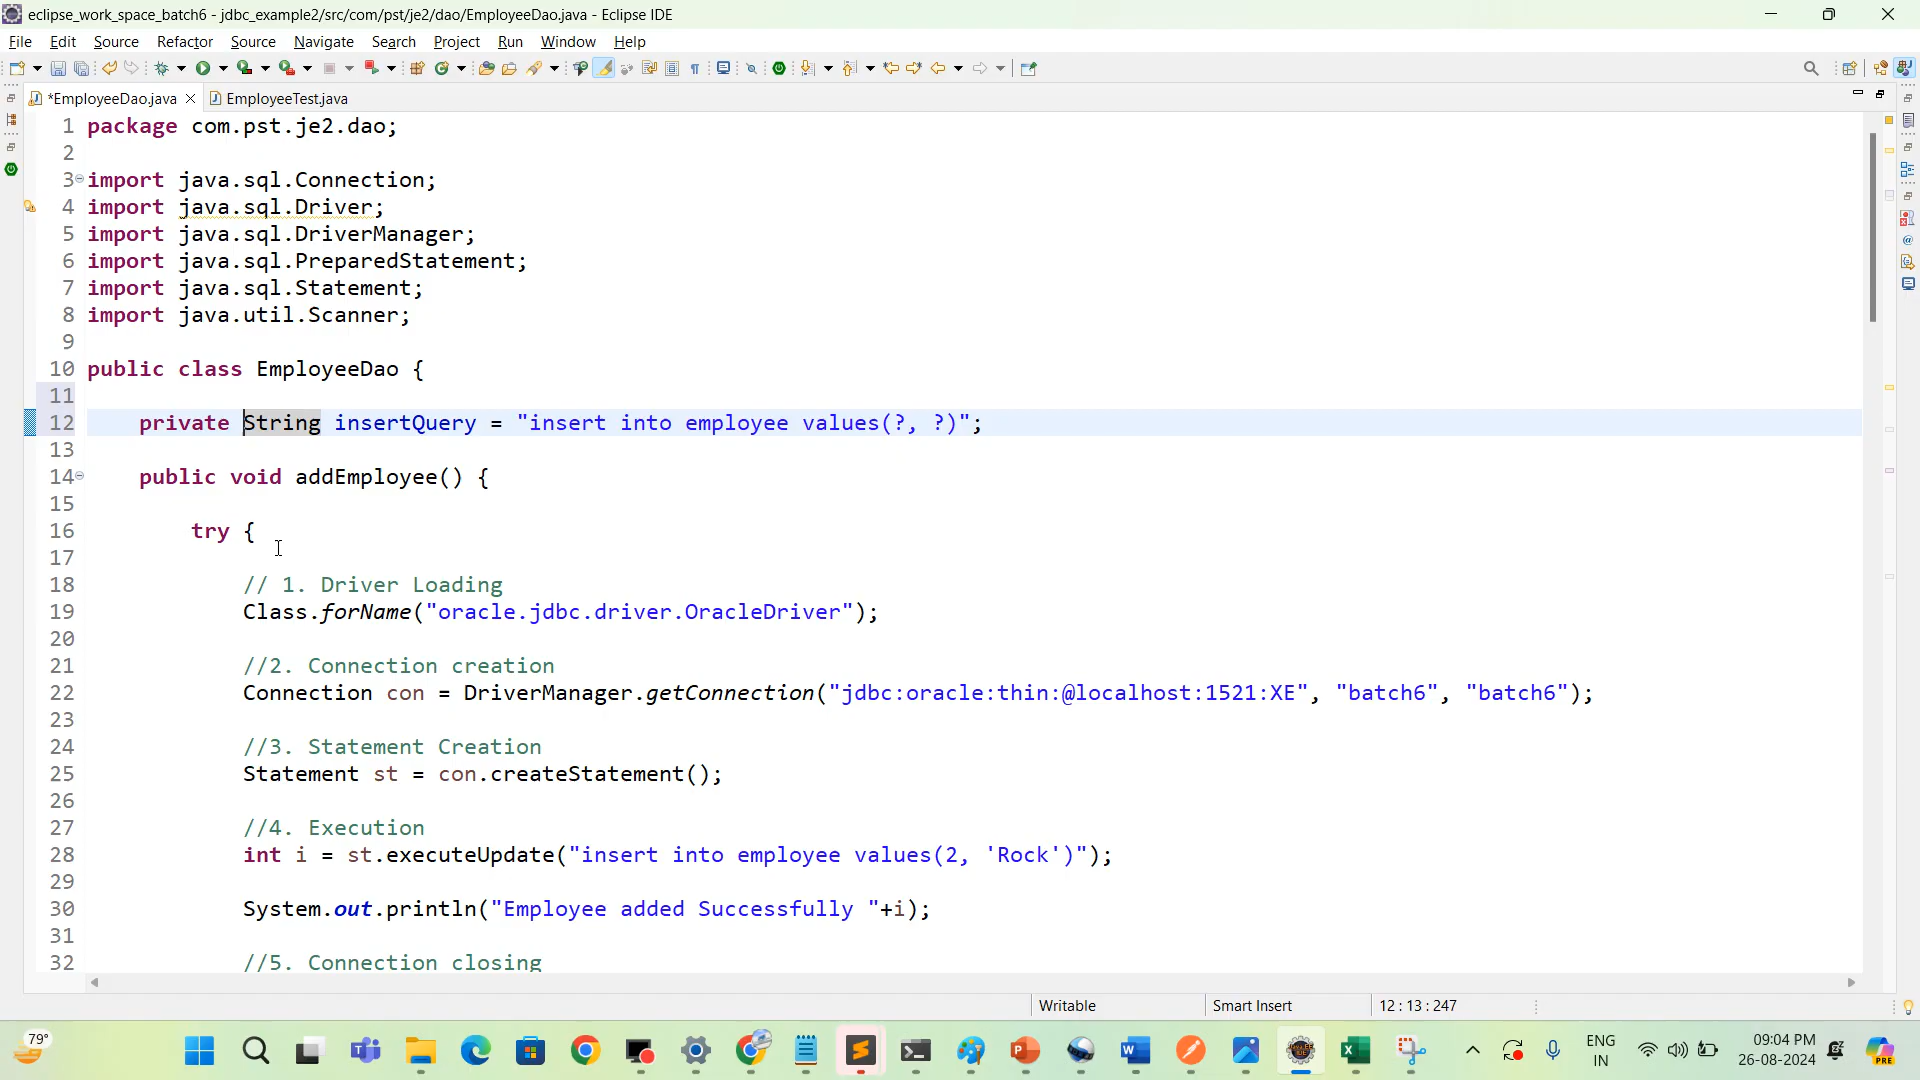 eclipse_work_space_batch6 - jdbc_example2/src/com/pst/je2/dao/EmployeeDao.java - Eclipse IDE
File Edit Source Refactor Source Navigate Search Project Run Window Help
*EmployeeDao.java EmployeeTest.java
1 package com.pst.je2.dao;
2
3 import java.sql.Connection;
4 import java.sql.Driver;
5 import java.sql.DriverManager;
6 import java.sql.PreparedStatement;
7 import java.sql.Statement;
8 import java.util.Scanner;
9
10 public class EmployeeDao {
11
12 private String insertQuery = "insert into employee values(?, ?)";
13
14 public void addEmployee() {
15
16 try {
17
18 // 1. Driver Loading
19 Class.forName("oracle.jdbc.driver.OracleDriver");
20
21 //2. Connection creation
22 Connection con = DriverManager.getConnection("jdbc:oracle:thin:@localhost:1521:XE", "batch6", "batch6");
23
24 //3. Statement Creation
25 Statement st = con.createStatement();
26
27 //4. Execution
28 int i = st.executeUpdate("insert into employee values(2, 'Rock')");
29
30 System.out.println("Employee added Successfully "+i);
31
32 //5. Connection closing
Writable Smart Insert 12 : 13 : 247
79°
ENG
IN
09:04 PM
26-08-2024
PRE